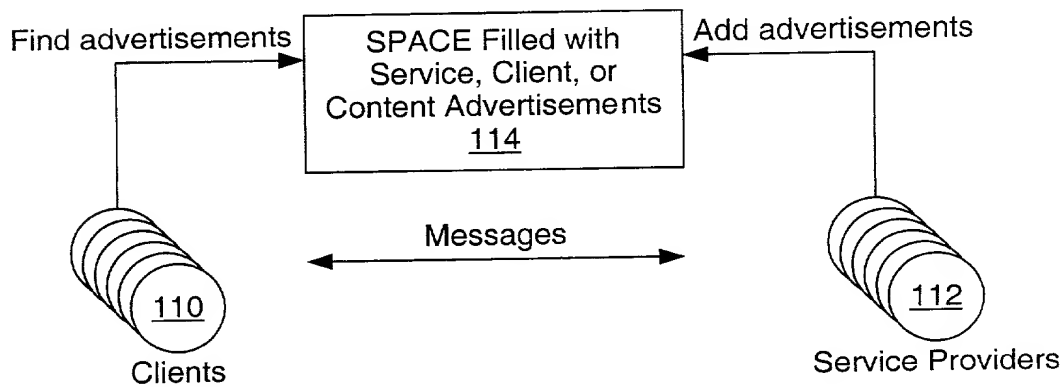 Find advertisements
SPACE Filled with
Service, Client, or
Content Advertisements
114
Add advertisements
Messages
110
Clients
112
Service Providers